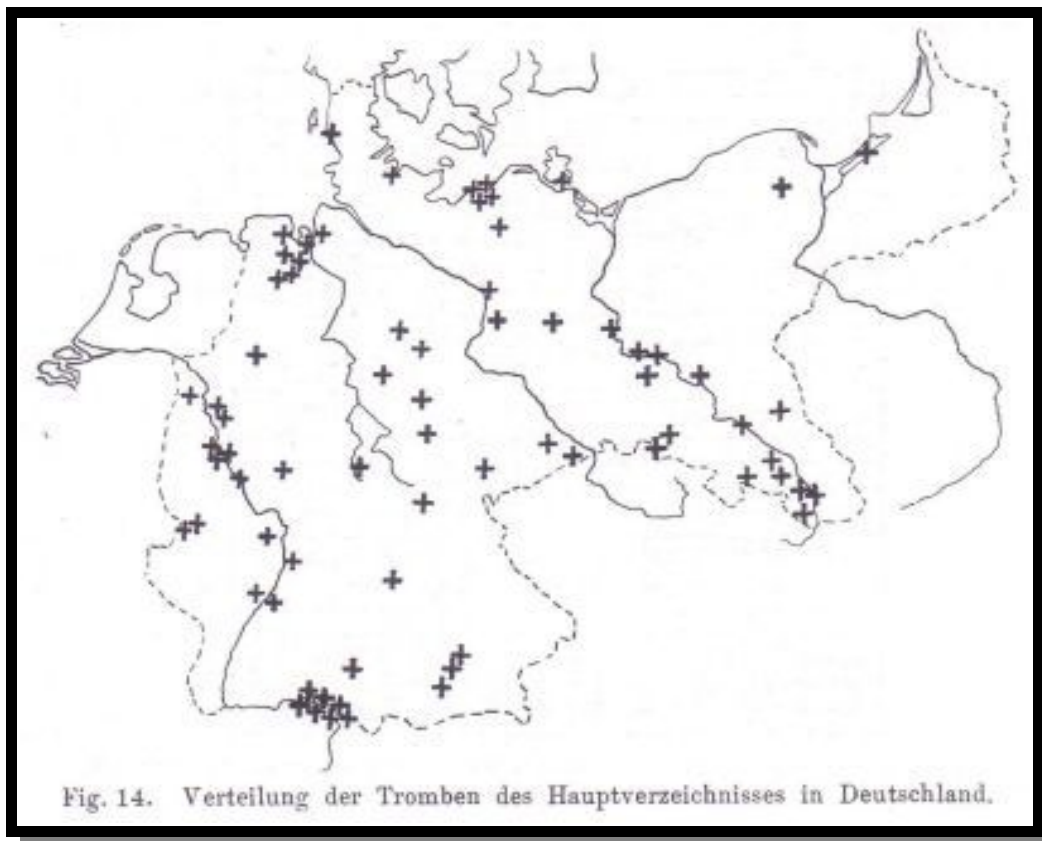 Fig. 14. Verteilung der Tromben des Hauptverzeichnisses in Deutschland.